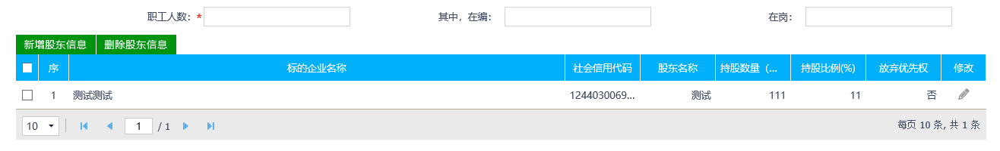 职工人数：* 其中，在编： 在岗：
新增股东信息 删除股东信息
序 标的企业名称 社会信用代码 股东名称 持股数量（... 持股比例(%) 放弃优先权 修改
1 测试测试 1244030069... 测试 111 11 否
10 1 / 1 每页 10 条, 共 1 条